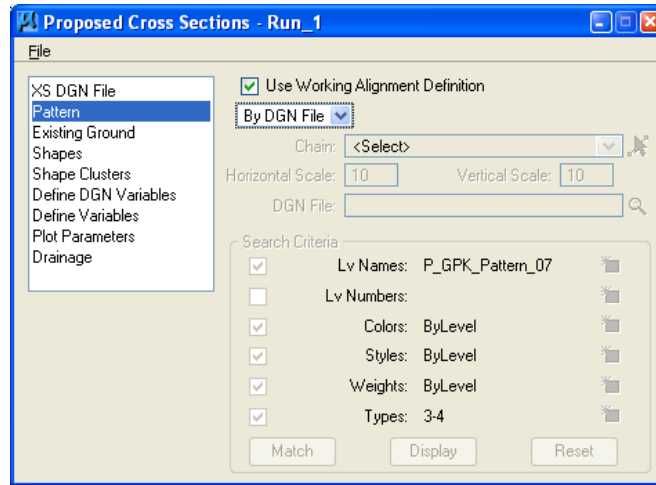 Proposed Cross Sections - Run_1
File
XS DGN File
Pattern
Existing Ground
Shapes
Shape Clusters
Define DGN Variables
Define Variables
Plot Parameters
Drainage
Use Working Alignment Definition
By DGN File
Chain: <Select>
Horizontal Scale: 10 Vertical Scale: 10
DGN File:
Search Criteria
Lv Names: P_GPK_Pattern_07
Lv Numbers:
Colors: ByLevel
Styles: ByLevel
Weights: ByLevel
Types: 3-4
Match Display Reset